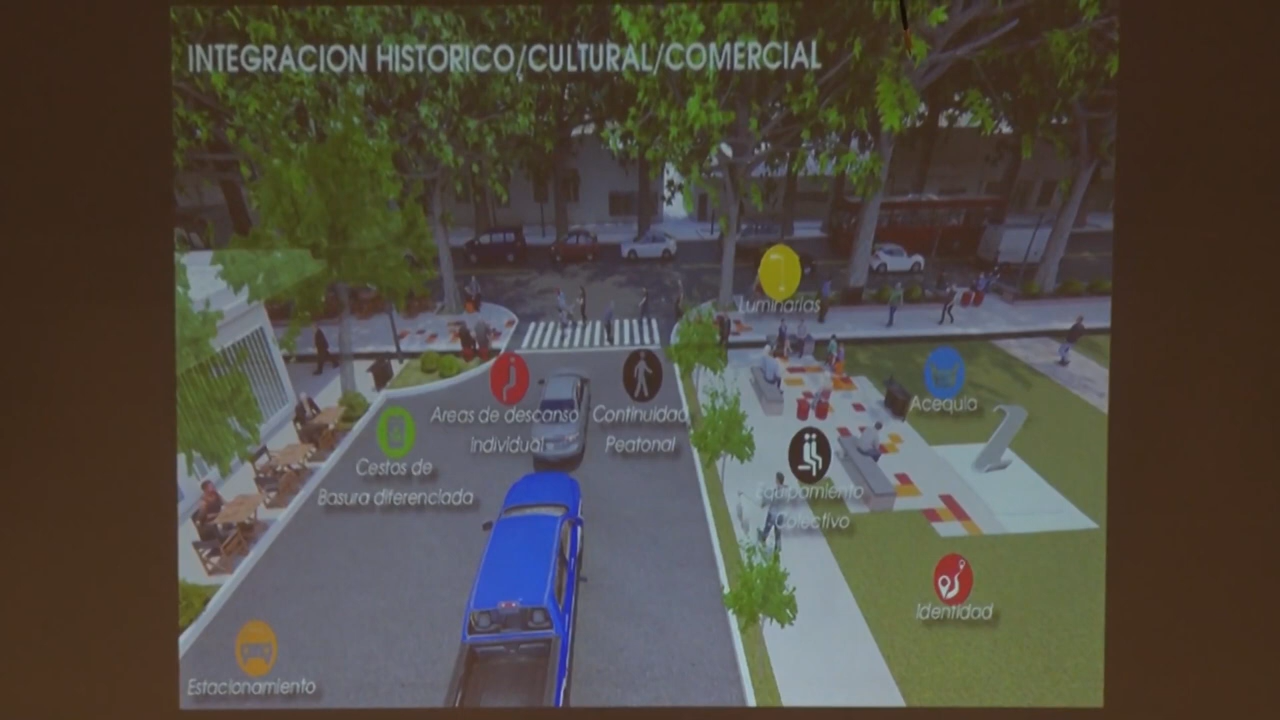 INTEGRACION HISTORICO/CULTURAL/COMERCIAL
Luminarias
Areas de descanso
individual
Continuidad
Peatonal
Acequia
Cestos de
Basura diferenciada
Equipamiento
Colectivo
Identidad
Estacionamiento